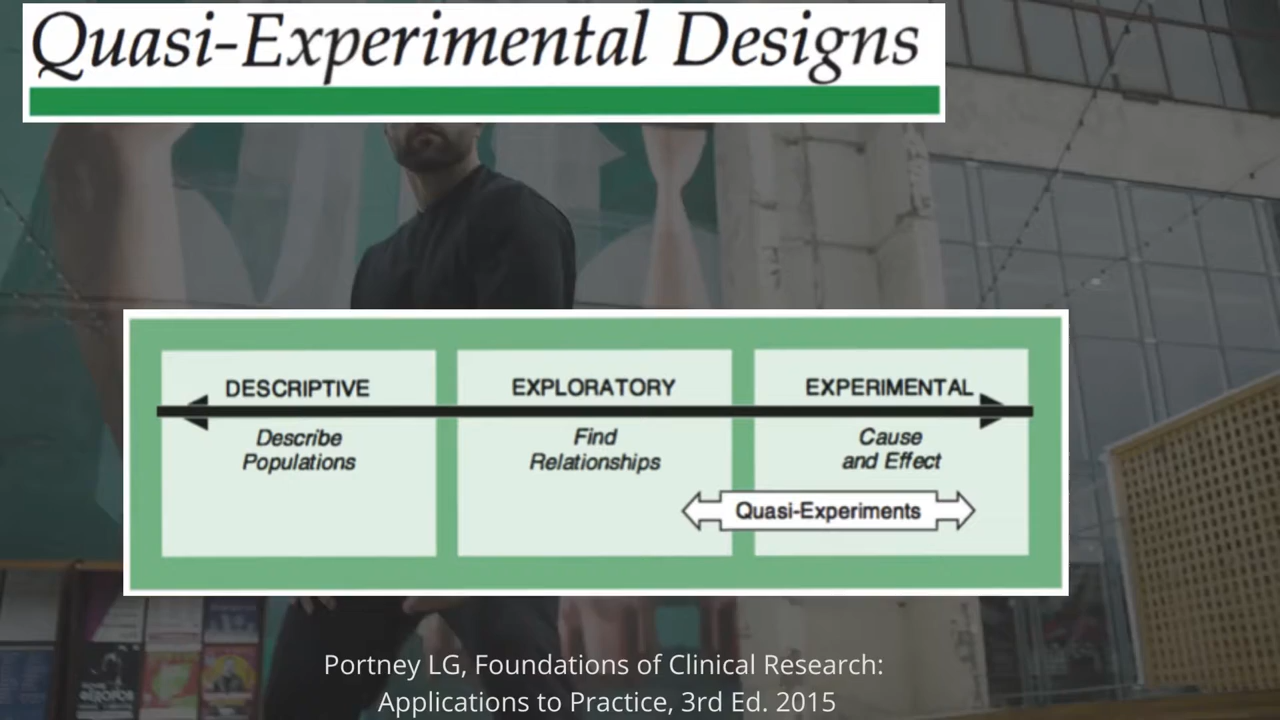 Quasi-Experimental Designs
DESCRIPTIVE
Describe
Populations
EXPLORATORY
Find
Relationships
EXPERIMENTAL
Cause
and Effect
Quasi-Experiments
Portney LG, Foundations of Clinical Research:
Applications to Practice, 3rd Ed. 2015